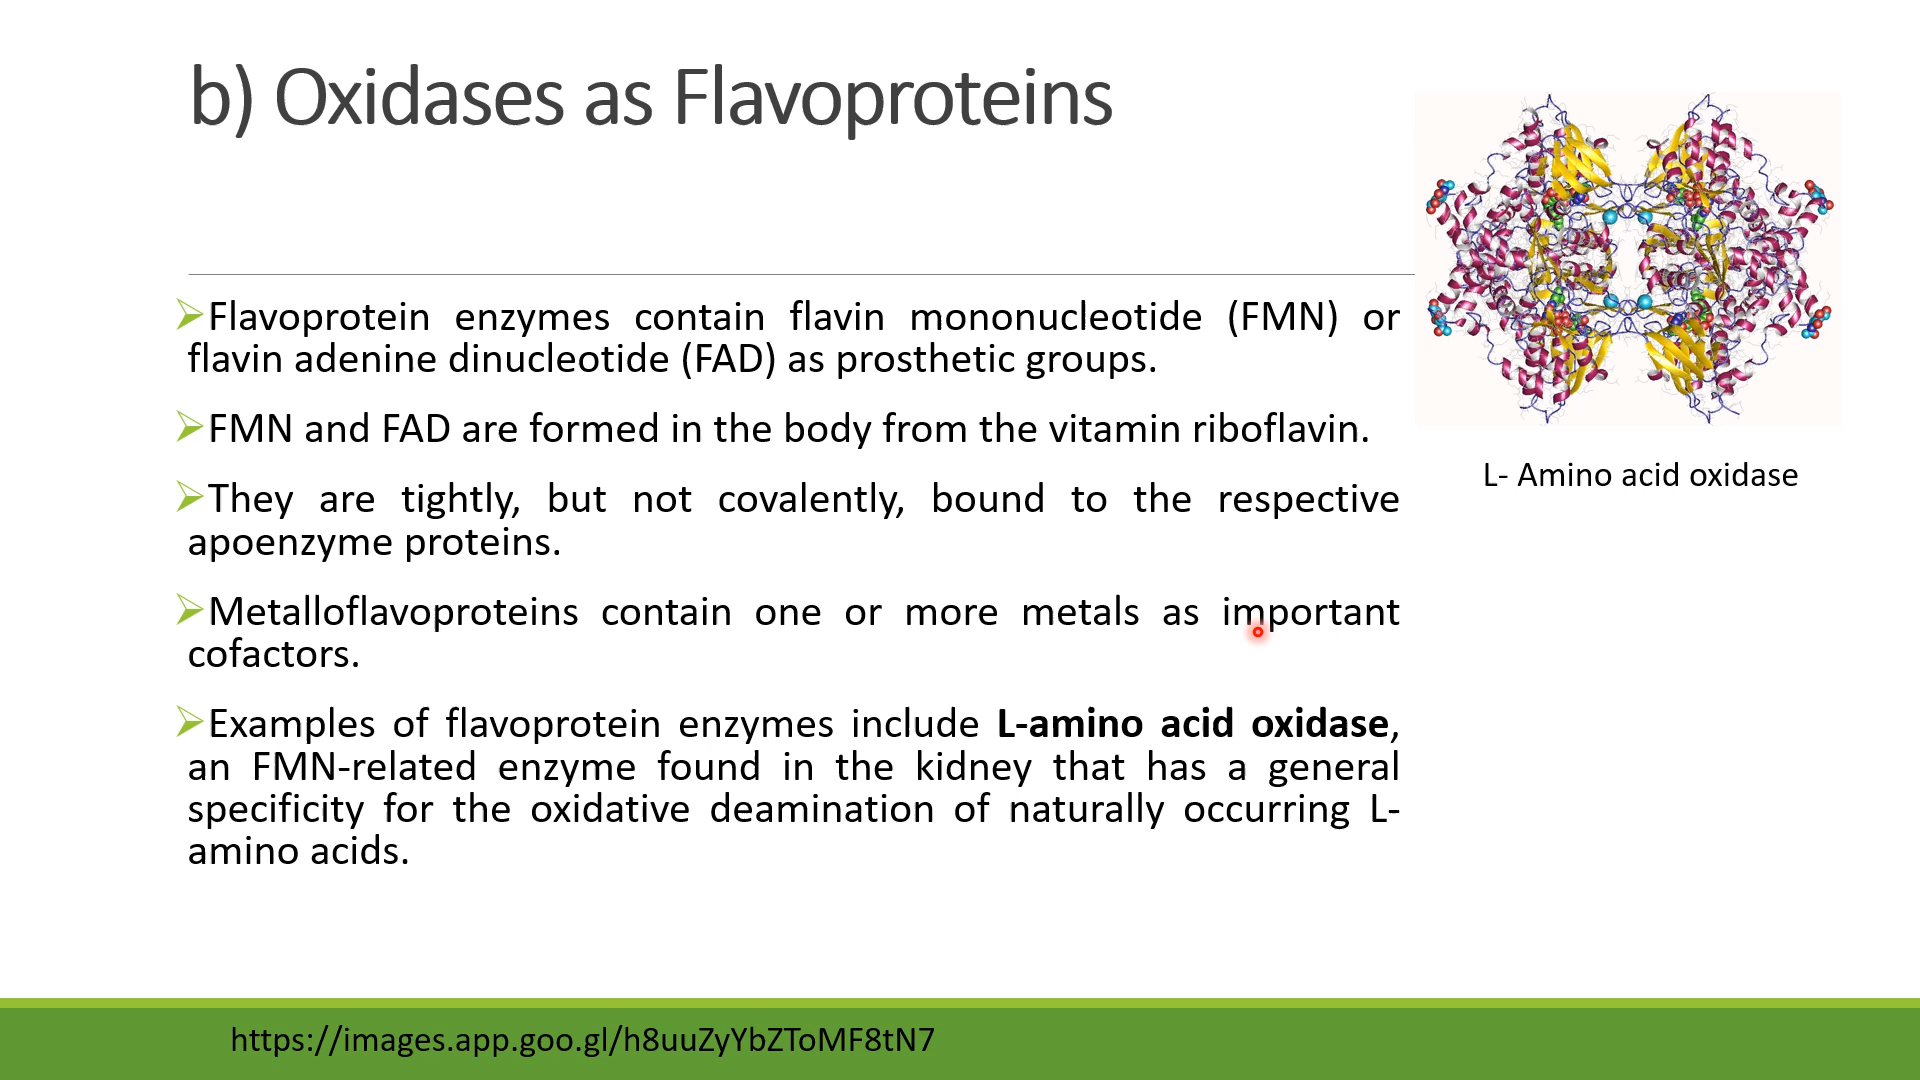 b) Oxidases as Flavoproteins
➢Flavoprotein enzymes contain flavin mononucleotide (FMN) or
flavin adenine dinucleotide (FAD) as prosthetic groups.
➢FMN and FAD are formed in the body from the vitamin riboflavin.
➢They are tightly, but not covalently, bound to the respective
apoenzyme proteins.
➢Metalloflavoproteins contain one or more metals as important
cofactors.
➢Examples of flavoprotein enzymes include L-amino acid oxidase,
an FMN-related enzyme found in the kidney that has a general
specificity for the oxidative deamination of naturally occurring L-
amino acids.
L- Amino acid oxidase
https://images.app.goo.gl/h8uuZyYbZToMF8tN7